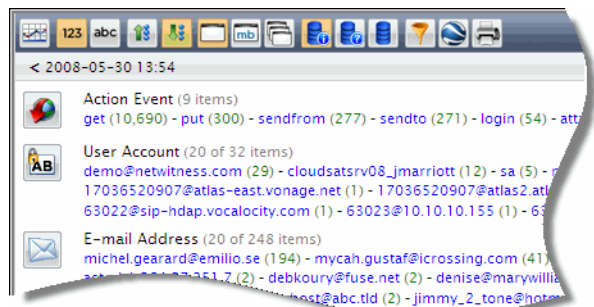 123 abc mb
< 2008-05-30 13:54
Action Event (9 items)
get (10,690) - put (300) - sendfrom (277) - sendto (271) - login (54) -
User Account (20 of 32 items)
demo@netwitness.com (29) - cloudsatsrv08_jmarriott (12) - sa (5) -
17036520907@atlas-east.vonage.net (1) - 17036520907@atlas2.atl
63022@sip-hdap.vocalocity.com (1) - 63023@10.10.10.155 (1) -
E-mail Address (20 of 248 items)
michel.gearard@emilio.se (194) - mycah.gustaf@icrossing.com (41)
(2) - debkoury@fuse.net (2) - denise@marywillia
host@abc.tld (2) - jimmy_2_tone@hotm